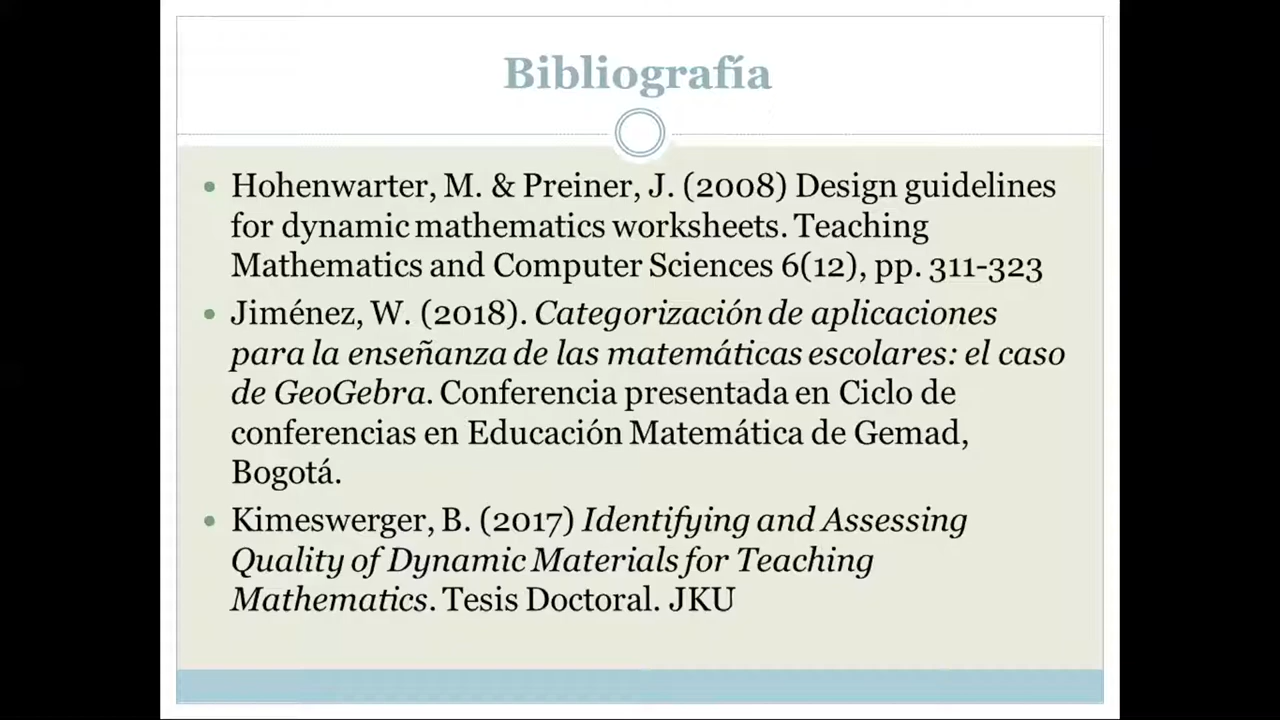 Bibliografía
• Hohenwarter, M. & Preiner, J. (2008) Design guidelines
for dynamic mathematics worksheets. Teaching
Mathematics and Computer Sciences 6(12), pp. 311-323
• Jiménez, W. (2018). Categorización de aplicaciones
para la enseñanza de las matemáticas escolares: el caso
de GeoGebra. Conferencia presentada en Ciclo de
conferencias en Educación Matemática de Gemad,
Bogotá.
• Kimeswerger, B. (2017) Identifying and Assessing
Quality of Dynamic Materials for Teaching
Mathematics. Tesis Doctoral. JKU